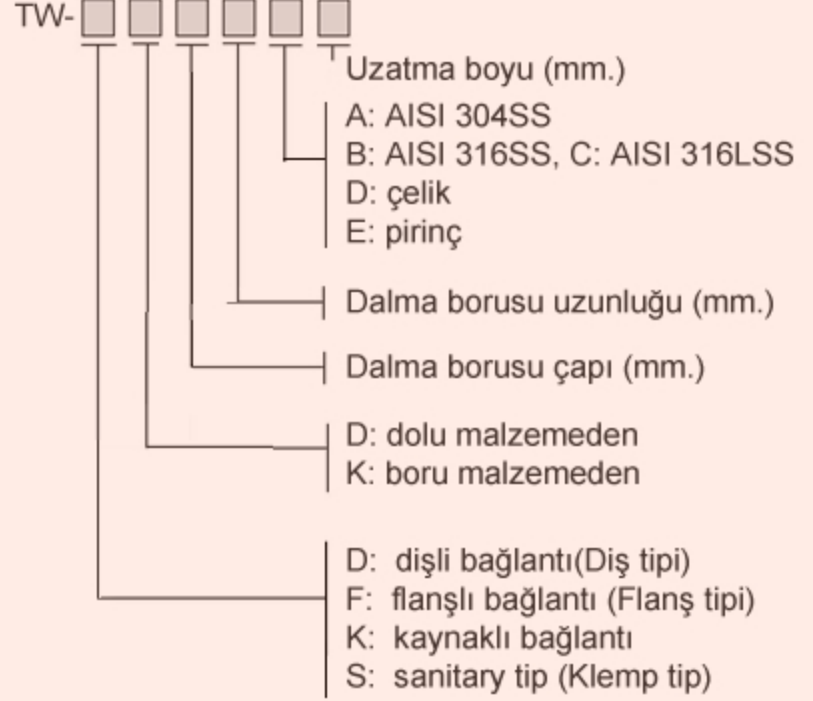 TW-
Uzatma boyu (mm.)
A: AISI 304SS
B: AISI 316SS, C: AISI 316LSS
D: çelik
E: pirinç
Dalma borusu uzunluğu (mm.)
Dalma borusu çapı (mm.)
D: dolu malzemeden
K: boru malzemeden
D: dişli bağlantı(Diş tipi)
F: flanşlı bağlantı (Flanş tipi)
K: kaynaklı bağlantı
S: sanitary tip (Klemp tip)